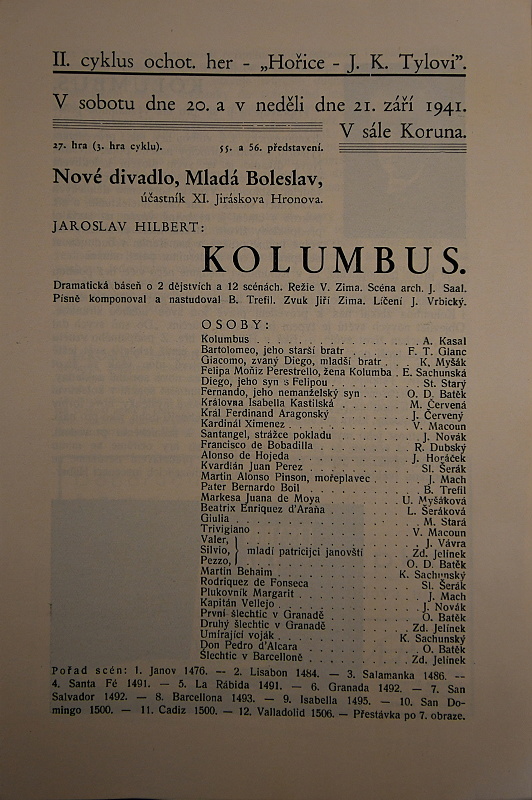 II. cyklus ochot. her - „Hořice - J. K. Tylovi".
V sobotu dne 20. a v neděli dne 21. září 1941.
V sále Koruna.
27. hra (3. hra cyklu). 55. a 56. představení.
Nové divadlo, Mladá Boleslav,
účastník XI. Jiráskova Hronova.
JAROSLAV HILBERT:
KOLUMBUS.
Dramatická báseň o 2 dějstvích a 12 scénách. Režie V. Zima. Scéna arch. J. Saal.
Písně komponoval a nastudoval B. Trefil. Zvuk Jiří Zima. Líčení J. Vrbický.
OSOBY:
Kolumbus . . . . . . . . . . . . . . . . A. Kasal
Bartolomeo, jeho starší bratr . . . . . . F. T. Glanc
Giacomo, zvaný Diego, mladší bratr . . . K. Myšák
Felipa Moñiz Perestrello, žena Kolumba . E. Sachunská
Diego, jeho syn s Felipou . . . . . . . . St. Starý
Fernando, jeho nemanželský syn . . . . O. D. Batěk
Královna Isabella Kastilská . . . . . . . M. Červená
Král Ferdinand Aragonský . . . . . . . J. Červený
Kardinál Ximenez . . . . . . . . . . . V. Macoun
Santangel, strážce pokladu . . . . . . . J. Novák
Francisco de Bobadilla . . . . . . . . . R. Dubský
Alonso de Hojeda . . . . . . . . . . . J. Horáček
Kvardián Juan Perez . . . . . . . . . . Sl. Šerák
Martin Alonso Pinson, mořeplavec . . . . J. Mach
Pater Bernardo Boil . . . . . . . . . . B. Trefil
Markesa Juana de Moya . . . . . . . . U. Myšáková
Beatrix Enriquez d'Araña . . . . . . . . L. Šeráková
Giulia . . . . . . . . . . . . . . . . M. Stará
Trivigiano . . . . . . . . . . . . . . V. Macoun
Valer, . . . . . . . . . . J. Vávra
Silvio, } mladí patricijci janovští . . . . Zd. Jelínek
Pezzo, . . . . . . . . . . O. D. Batěk
Martin Behaim . . . . . . . . . . . . K. Sachunský
Rodriquez de Fonseca . . . . . . . . . Sl. Šerák
Plukovník Margarit . . . . . . . . . . J. Mach
Kapitán Vellejo . . . . . . . . . . . . J. Novák
První šlechtic v Granadě . . . . . . . . O. Batěk
Druhý šlechtic v Granadě . . . . . . . . Zd. Jelínek
Umírající voják . . . . . . . . . . . . K. Sachunský
Don Pedro d'Alcara . . . . . . . . . . O. Batěk
Šlechtic v Barcelloně . . . . . . . . . Zd. Jelínek
Pořad scén: 1. Janov 1476. — 2. Lisabon 1484. — 3. Salamanka 1486. —
4. Santa Fé 1491. — 5. La Rábida 1491. — 6. Granada 1492. — 7. San
Salvador 1492. — 8. Barcellona 1493. — 9. Isabella 1495. — 10. San Do-
mingo 1500. — 11. Cadiz 1500. — 12. Valladolid 1506. — Přestávka po 7. obraze.